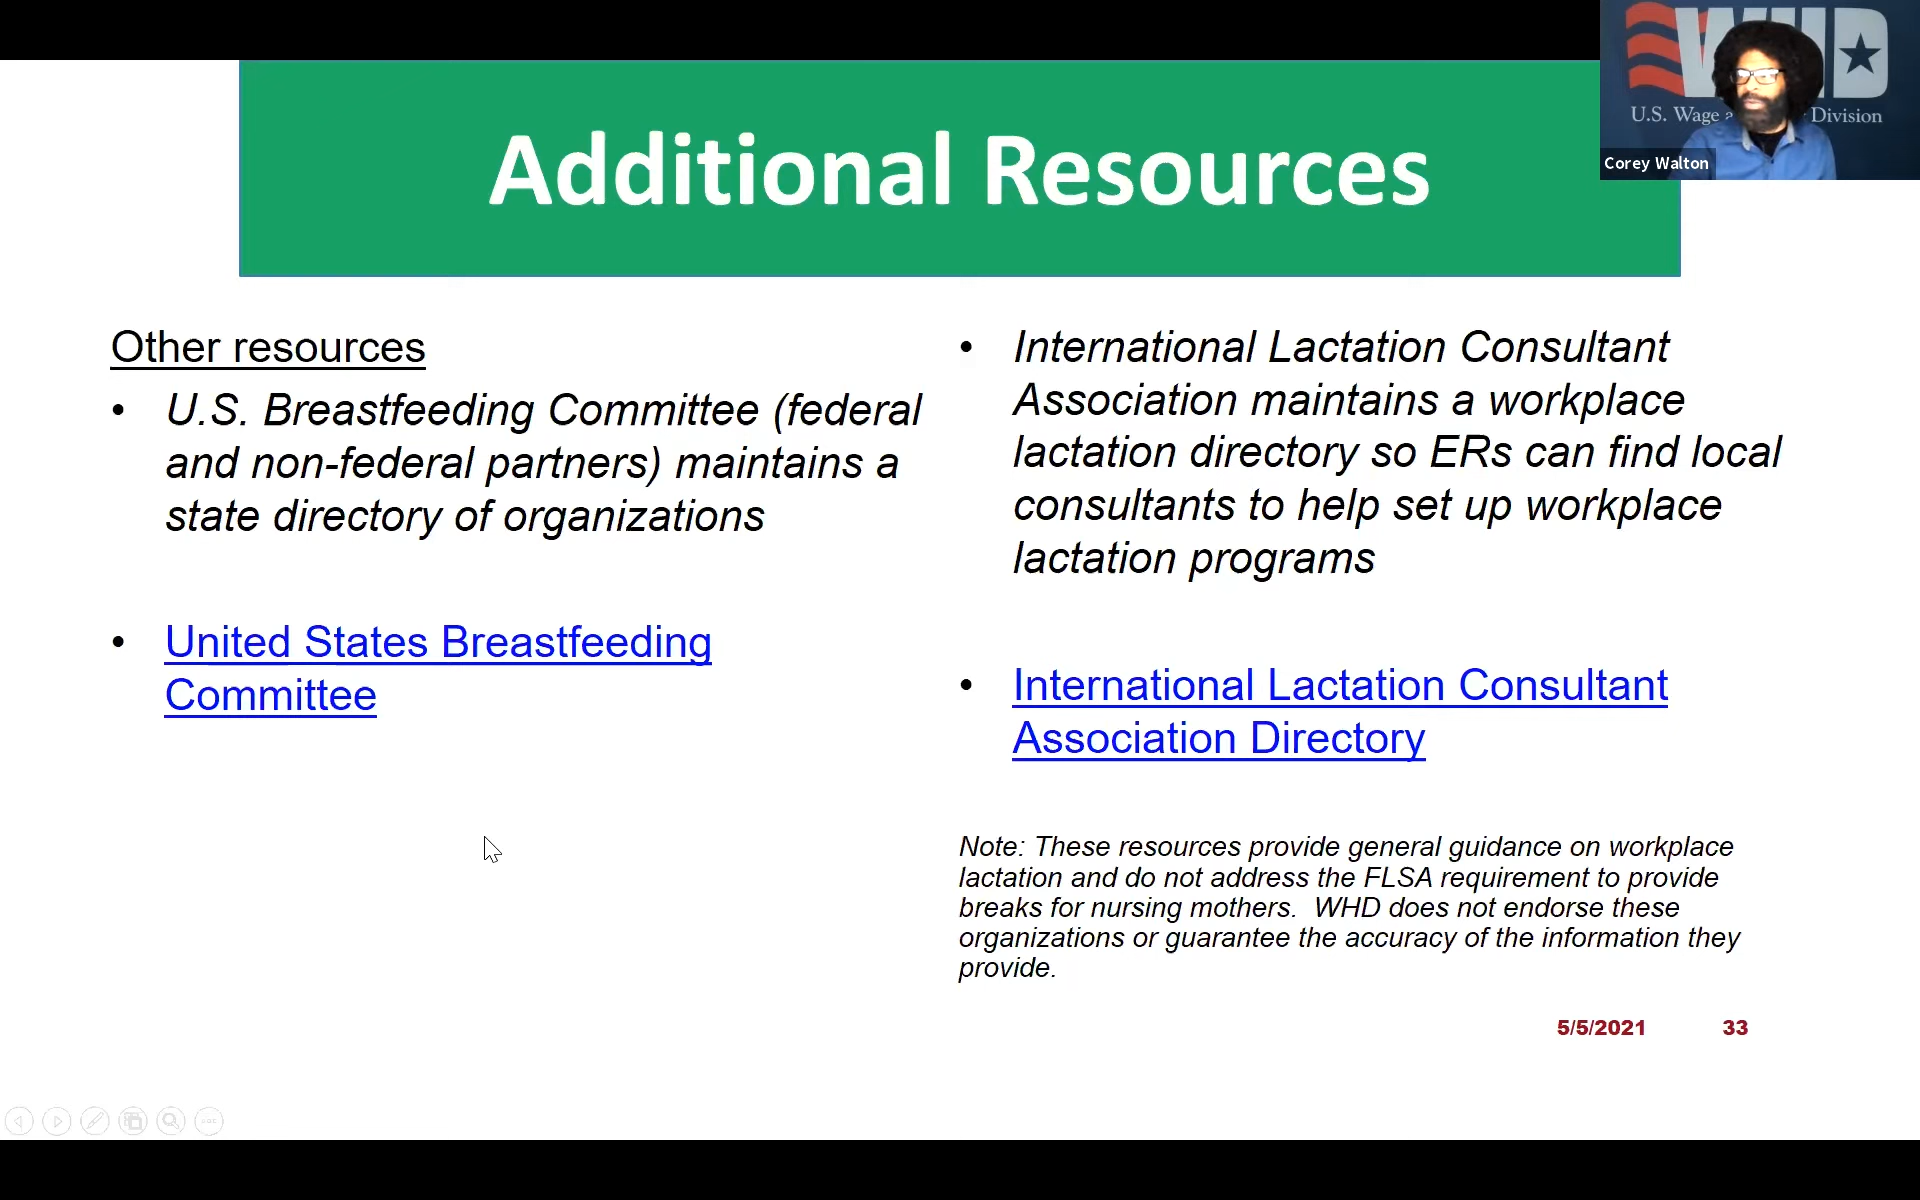 Additional Resources
WHD
U.S. Wage a
Division
Corey Walton
Other resources
• U.S. Breastfeeding Committee (federal
and non-federal partners) maintains a
state directory of organizations
• United States Breastfeeding
Committee
• International Lactation Consultant
Association maintains a workplace
lactation directory so ERs can find local
consultants to help set up workplace
lactation programs
• International Lactation Consultant
Association Directory
Note: These resources provide general guidance on workplace
lactation and do not address the FLSA requirement to provide
breaks for nursing mothers.  WHD does not endorse these
organizations or guarantee the accuracy of the information they
provide.
5/5/2021 33